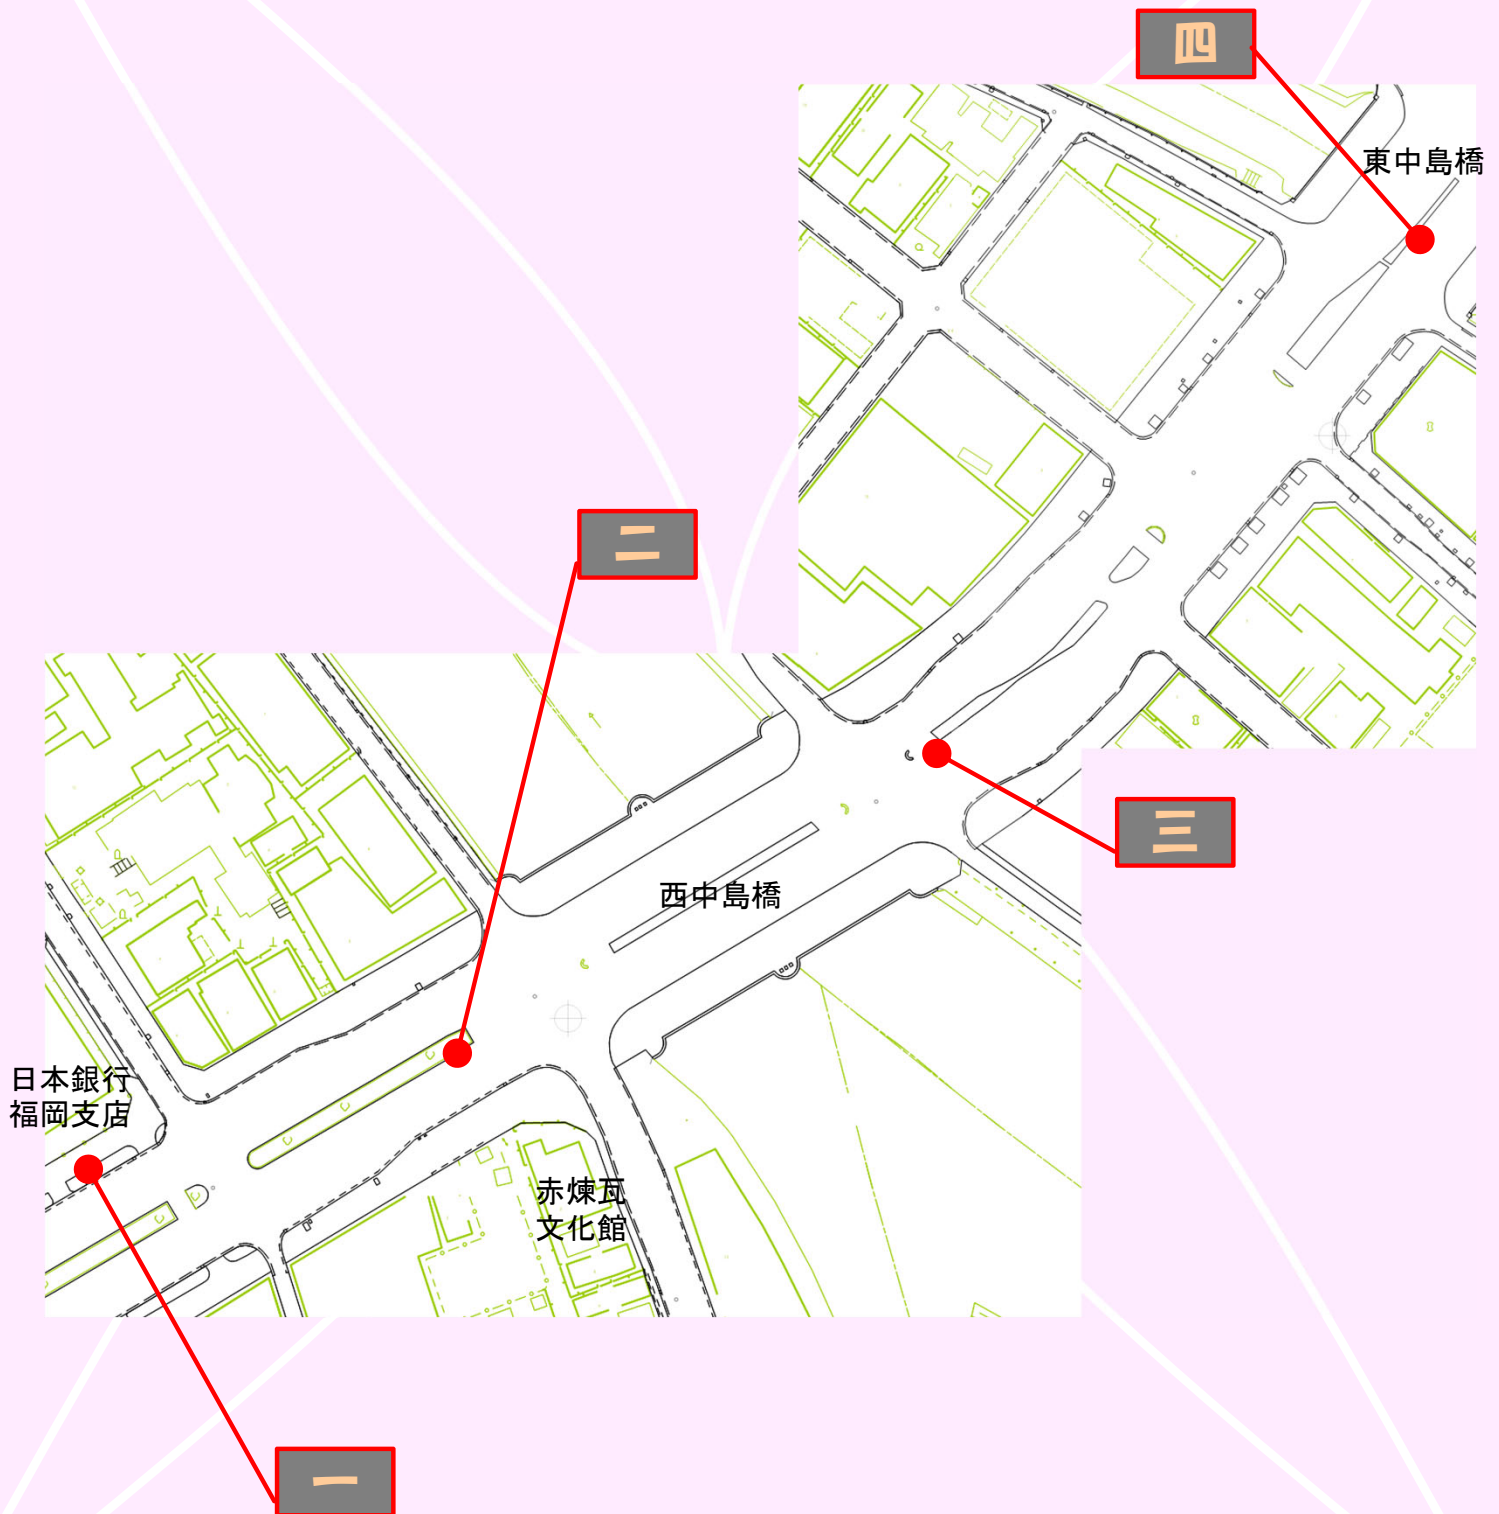 四
東中島橋
二
三
西中島橋
日本銀行
福岡支店
赤煉瓦
文化館
一